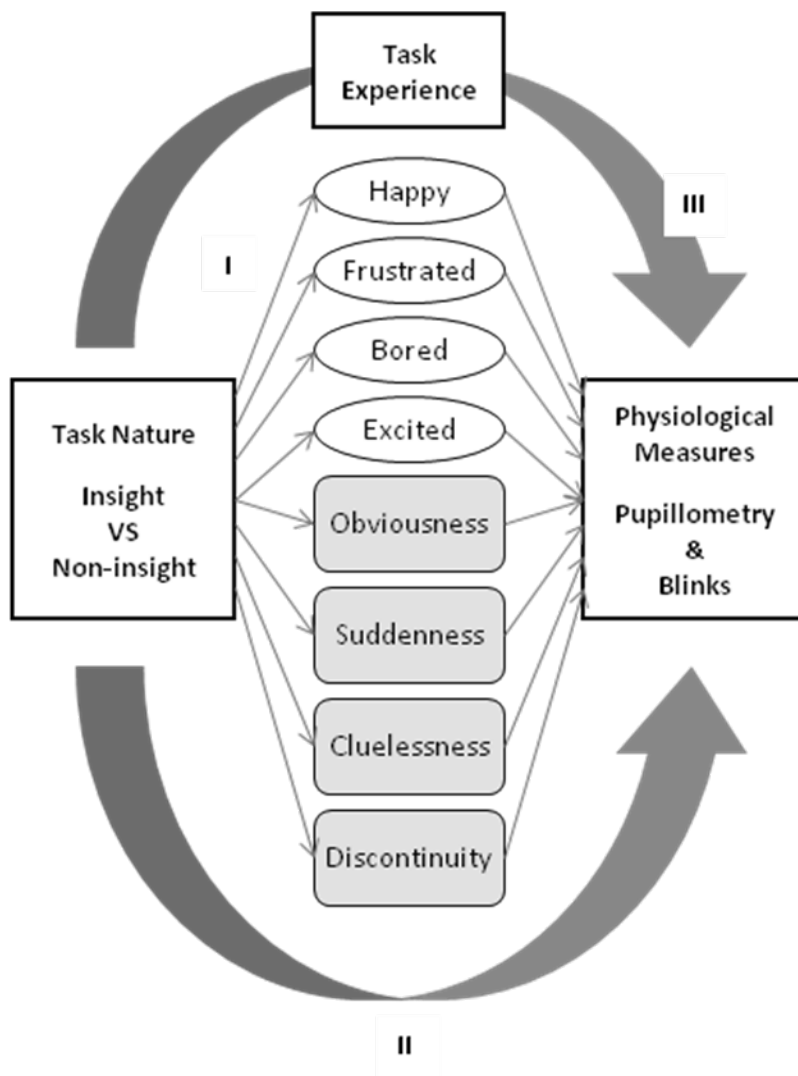 Task
Experience
Happy
III
I
Frustrated
Bored
Excited
Task Nature
Insight
VS
Non-insight
Physiological
Measures
Pupillometry
&
Blinks
Obviousness
Suddenness
Cluelessness
Discontinuity
II